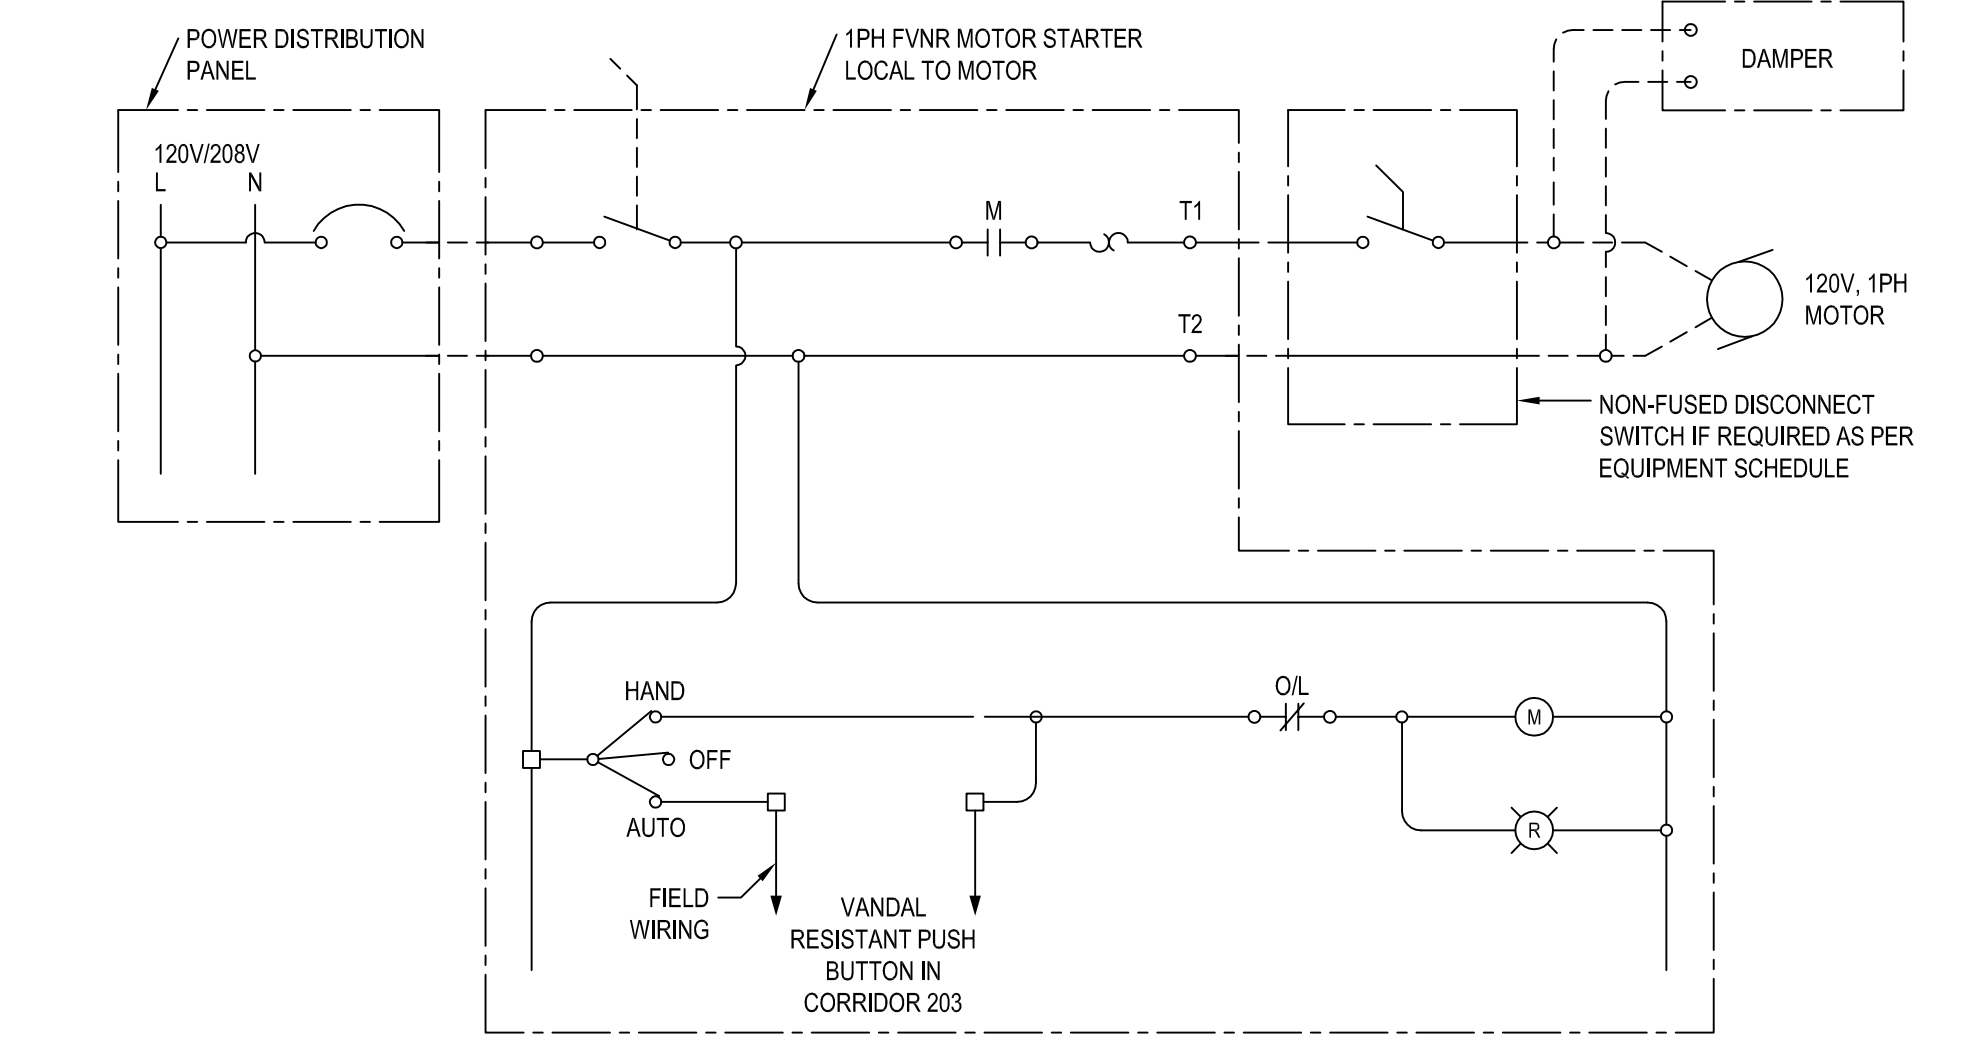 POWER DISTRIBUTION
PANEL
1PH FVNR MOTOR STARTER
LOCAL TO MOTOR
DAMPER
120V/208V
L
N
M
T1
T2
120V, 1PH
MOTOR
NON-FUSED DISCONNECT
SWITCH IF REQUIRED AS PER
EQUIPMENT SCHEDULE
HAND
OFF
AUTO
O/L
M
R
FIELD
WIRING
VANDAL
RESISTANT PUSH
BUTTON IN
CORRIDOR 203